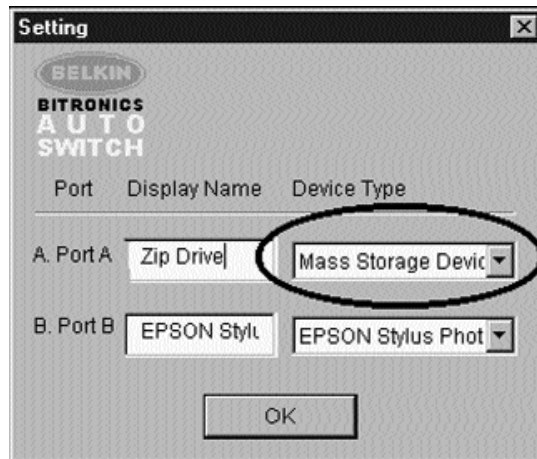 Setting
BELKIN
BITRONICS
AUTO
SWITCH
Port Display Name Device Type
A. Port A Zip Drive Mass Storage Devic
B. Port B EPSON Stylu EPSON Stylus Phot
OK